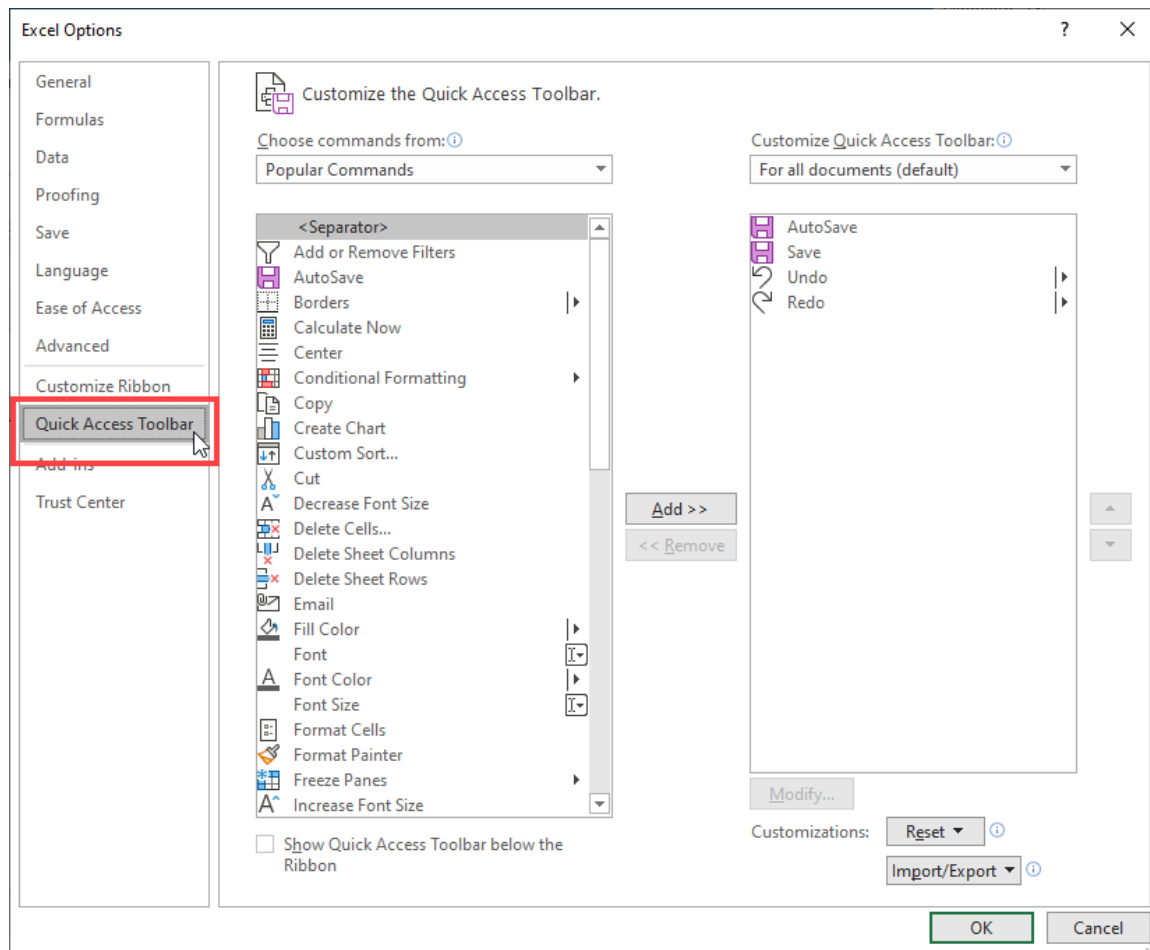 Excel Options
?
General
Formulas
Data
Proofing
Save
Language
Ease of Access
Advanced
Customize Ribbon
Quick Access Toolbar
Add-ins
Trust Center
Customize the Quick Access Toolbar.
Choose commands from:
Popular Commands
<Separator>
Add or Remove Filters
AutoSave
Borders
Calculate Now
Center
Conditional Formatting
Copy
Create Chart
Custom Sort...
Cut
Decrease Font Size
Delete Cells...
Delete Sheet Columns
Delete Sheet Rows
Email
Fill Color
Font
Font Color
Font Size
Format Cells
Format Painter
Freeze Panes
Increase Font Size
Show Quick Access Toolbar below the
Ribbon
Add >>
<< Remove
Customize Quick Access Toolbar:
For all documents (default)
AutoSave
Save
Undo
Redo
Modify...
Customizations:
Reset
Import/Export
OK
Cancel